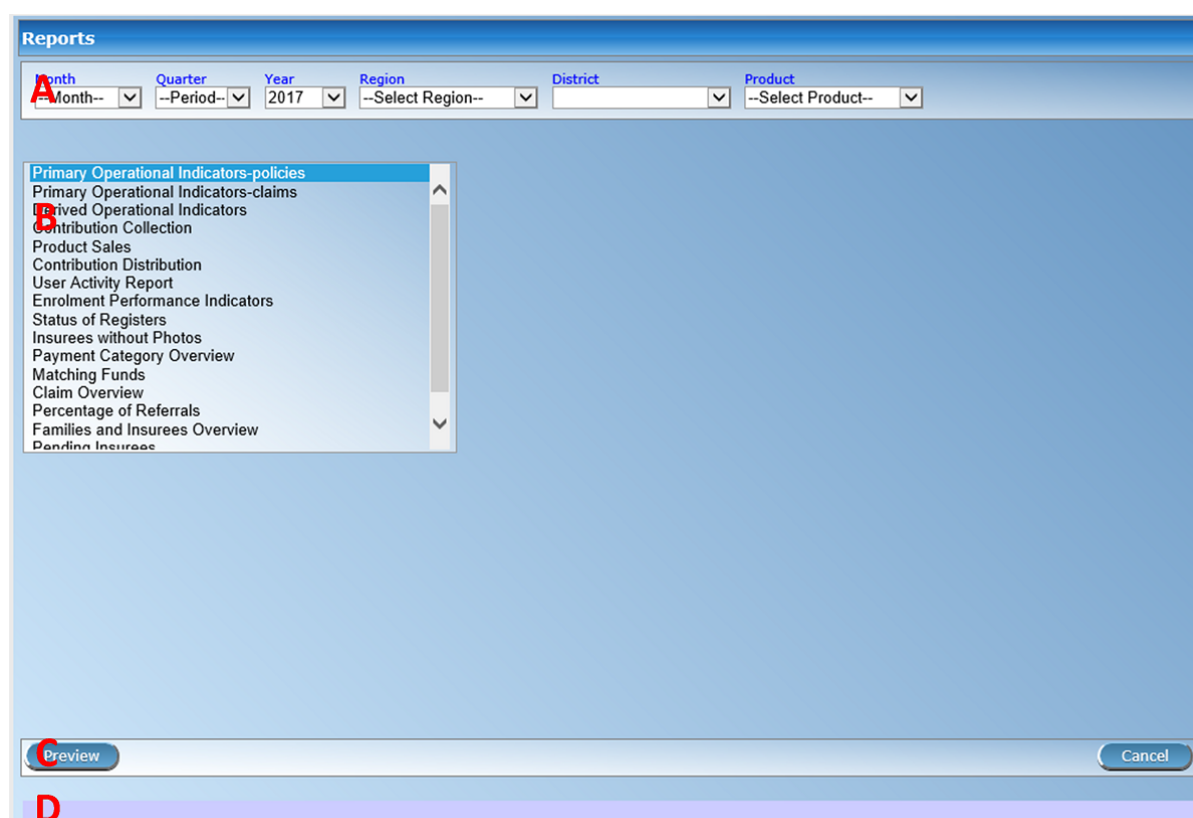 Reports
Month Quarter Year Region District Product
A
--Month-- --Period-- 2017 --Select Region-- --Select Product--
Primary Operational Indicators-policies
Primary Operational Indicators-claims
Derived Operational Indicators
B
Contribution Collection
Product Sales
Contribution Distribution
User Activity Report
Enrolment Performance Indicators
Status of Registers
Insurees without Photos
Payment Category Overview
Matching Funds
Claim Overview
Percentage of Referrals
Families and Insurees Overview
Pending Insurees
C
Preview Cancel
D